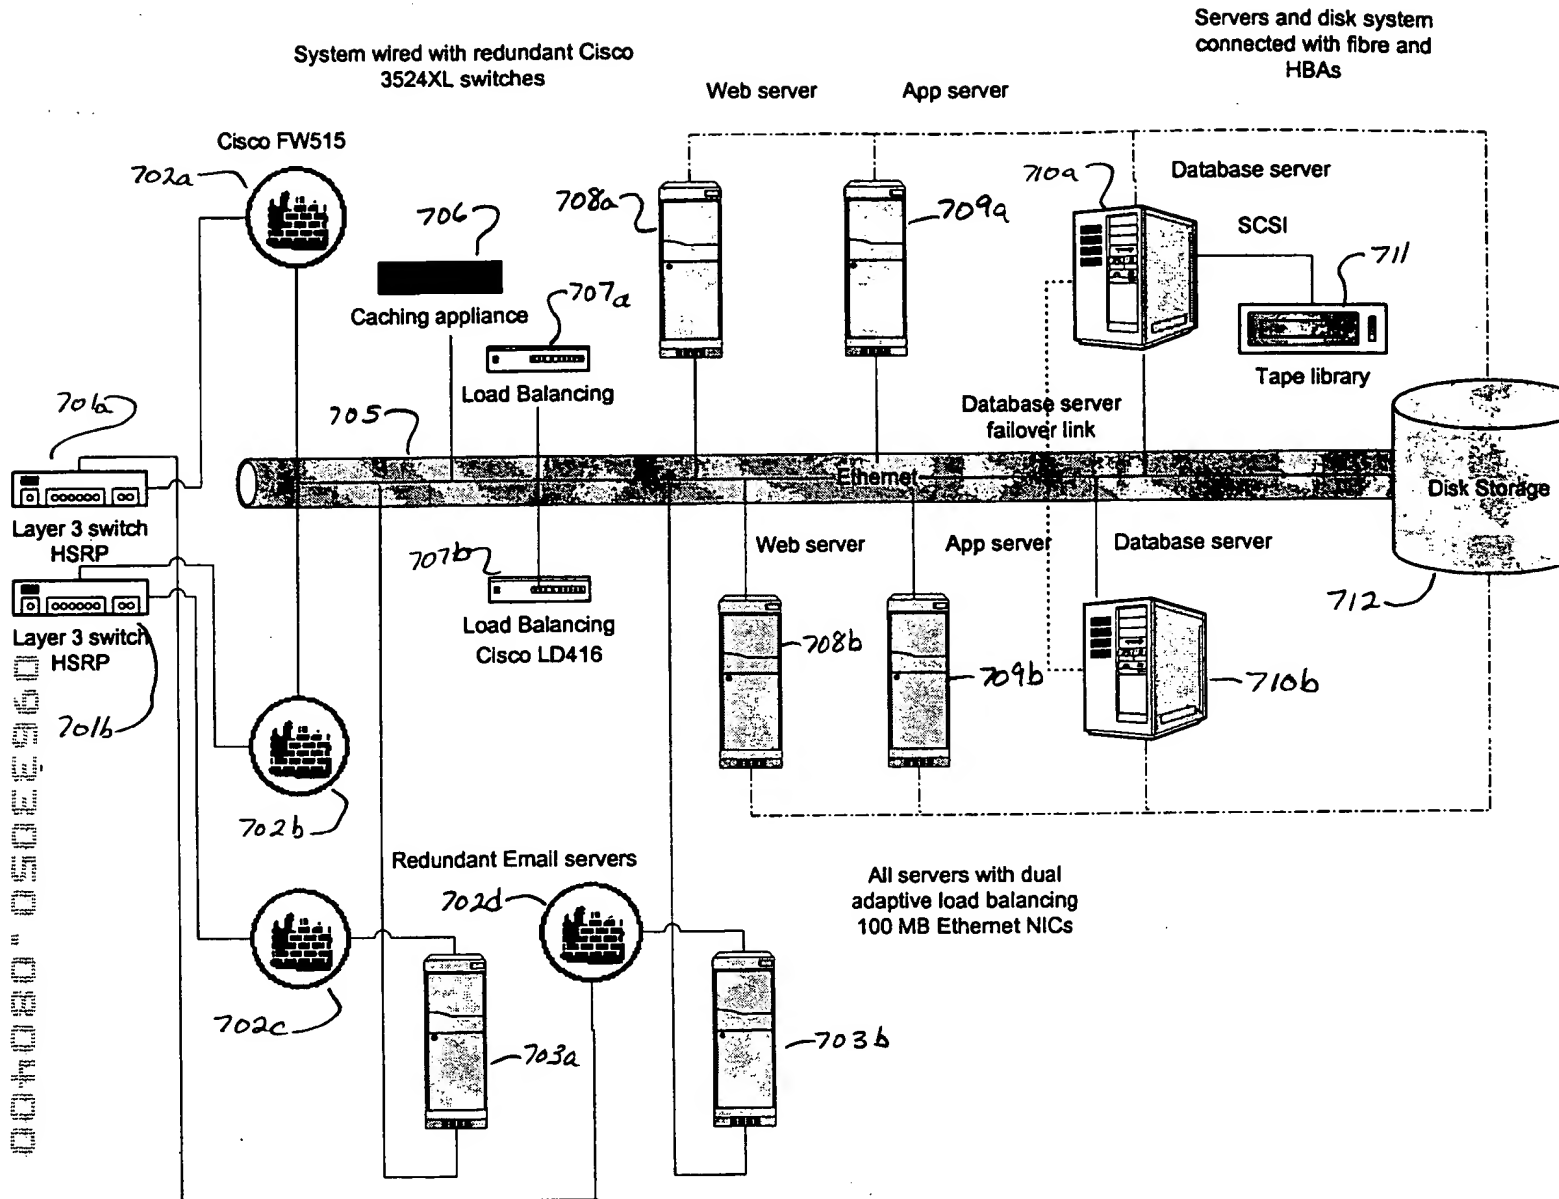 Servers and disk system
connected with fibre and
HBAs
System wired with redundant Cisco
3524XL switches
Web server
App server
Cisco FW515
702a
706
708a
709a
710a
Database server
SCSI
711
Caching appliance
707a
Load Balancing
Tape library
701a
705
Database server
failover link
Ethernet
Disk Storage
Layer 3 switch
HSRP
707b
Web server
App server
Database server
712
Layer 3 switch
HSRP
Load Balancing
Cisco LD416
708b
709b
710b
701b
702b
Redundant Email servers
702d
All servers with dual
adaptive load balancing
100 MB Ethernet NICs
702c
703a
703b